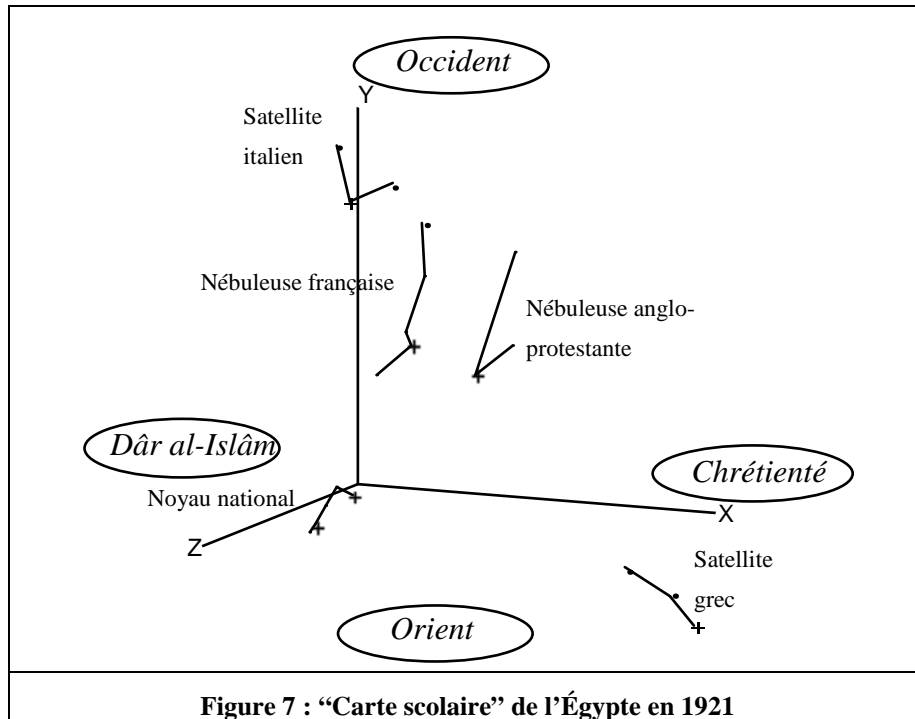 Occident
Y
Satellite
italien
Nébuleuse française
Nébuleuse anglo-
protestante
Dâr al-Islâm
Chrétienté
Noyau national
X
Z
Satellite
grec
Orient
Figure 7 : “Carte scolaire” de l’Égypte en 1921